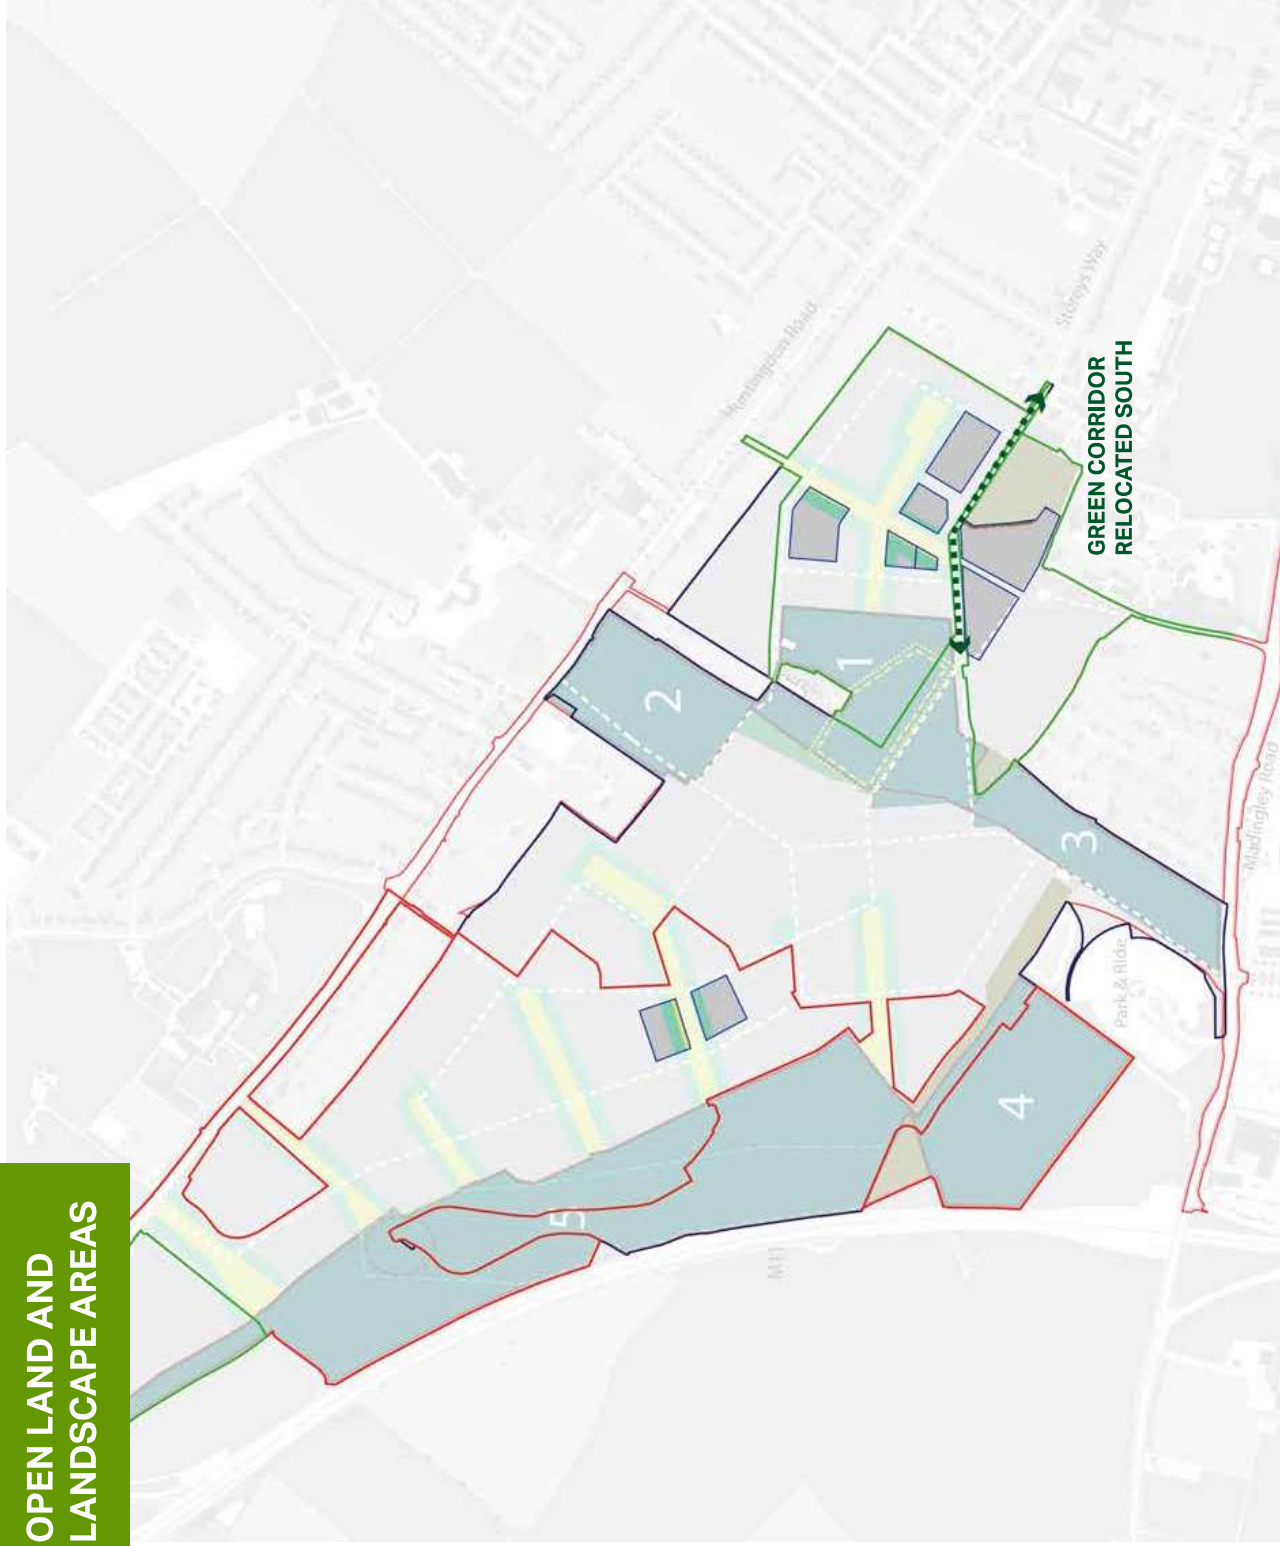 OPEN LAND AND
LANDSCAPE AREAS
Huntingdon Road
Storeys Way
GREEN CORRIDOR
RELOCATED SOUTH
1
2
3
4
5
M11
Park & Ride
Madingley Road